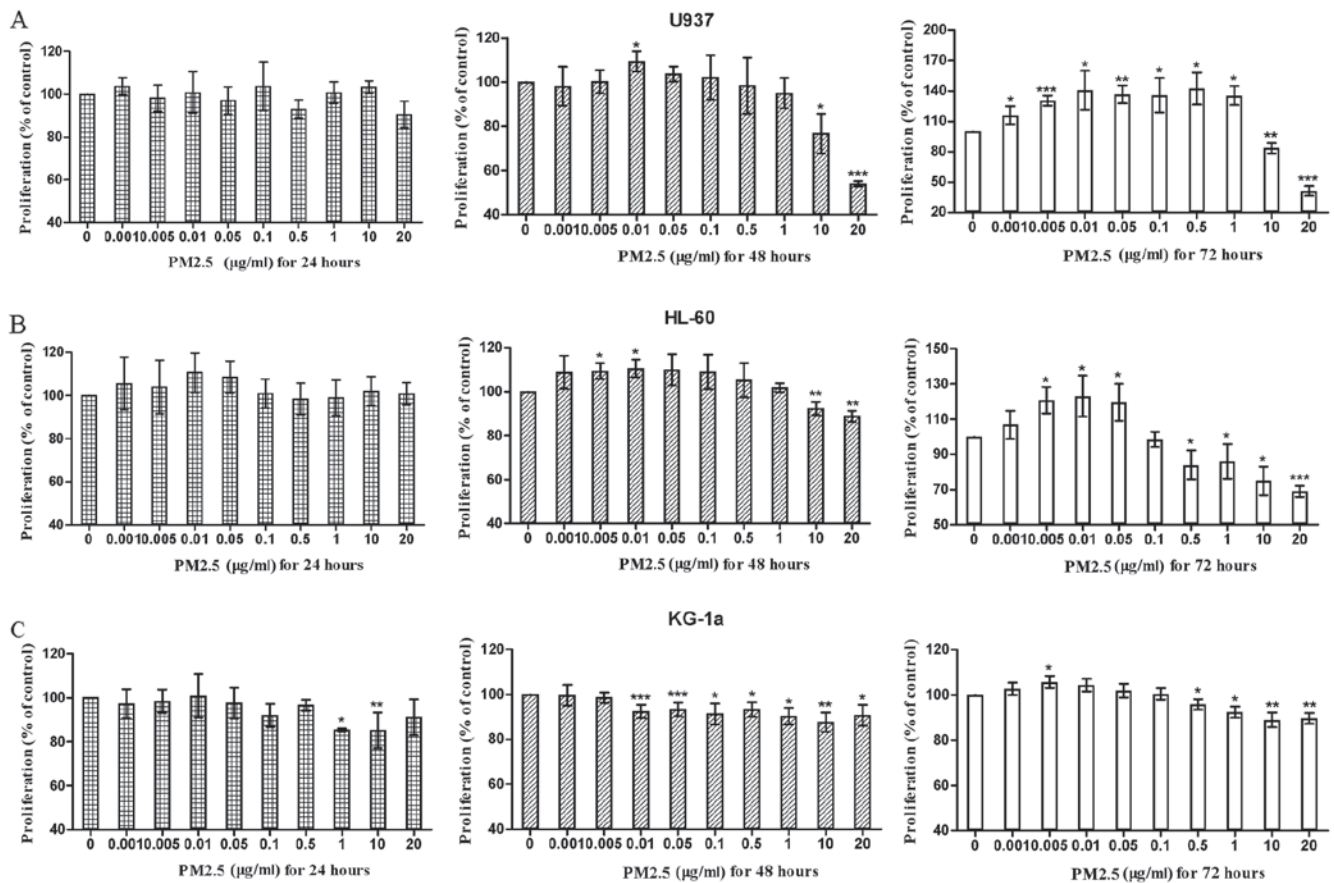 A
U937
Proliferation (% of control)
120
100
80
60
40
0 0.001 0.005 0.01 0.05 0.1 0.5 1 10 20
PM2.5 (µg/ml) for 24 hours
Proliferation (% of control)
120
100
80
60
40
*
*
***
0 0.001 0.005 0.01 0.05 0.1 0.5 1 10 20
PM2.5 (µg/ml) for 48 hours
Proliferation (% of control)
200
170
140
110
80
50
20
*
***
*
**
*
*
*
**
***
0 0.001 0.005 0.01 0.05 0.1 0.5 1 10 20
PM2.5 (µg/ml) for 72 hours
B
HL-60
Proliferation (% of control)
120
100
80
60
40
0 0.001 0.005 0.01 0.05 0.1 0.5 1 10 20
PM2.5 (µg/ml) for 24 hours
Proliferation (% of control)
120
100
80
60
40
*
*
**
**
0 0.001 0.005 0.01 0.05 0.1 0.5 1 10 20
PM2.5 (µg/ml) for 48 hours
Proliferation (% of control)
150
130
110
90
70
50
*
*
*
*
*
*
***
0 0.001 0.005 0.01 0.05 0.1 0.5 1 10 20
PM2.5 (µg/ml) for 72 hours
C
KG-1a
Proliferation (% of control)
120
100
80
60
40
*
**
0 0.001 0.005 0.01 0.05 0.1 0.5 1 10 20
PM2.5 (µg/ml) for 24 hours
Proliferation (% of control)
120
100
80
60
40
***
***
*
*
*
**
*
0 0.001 0.005 0.01 0.05 0.1 0.5 1 10 20
PM2.5 (µg/ml) for 48 hours
Proliferation (% of control)
120
100
80
60
40
*
*
*
**
**
0 0.001 0.005 0.01 0.05 0.1 0.5 1 10 20
PM2.5 (µg/ml) for 72 hours